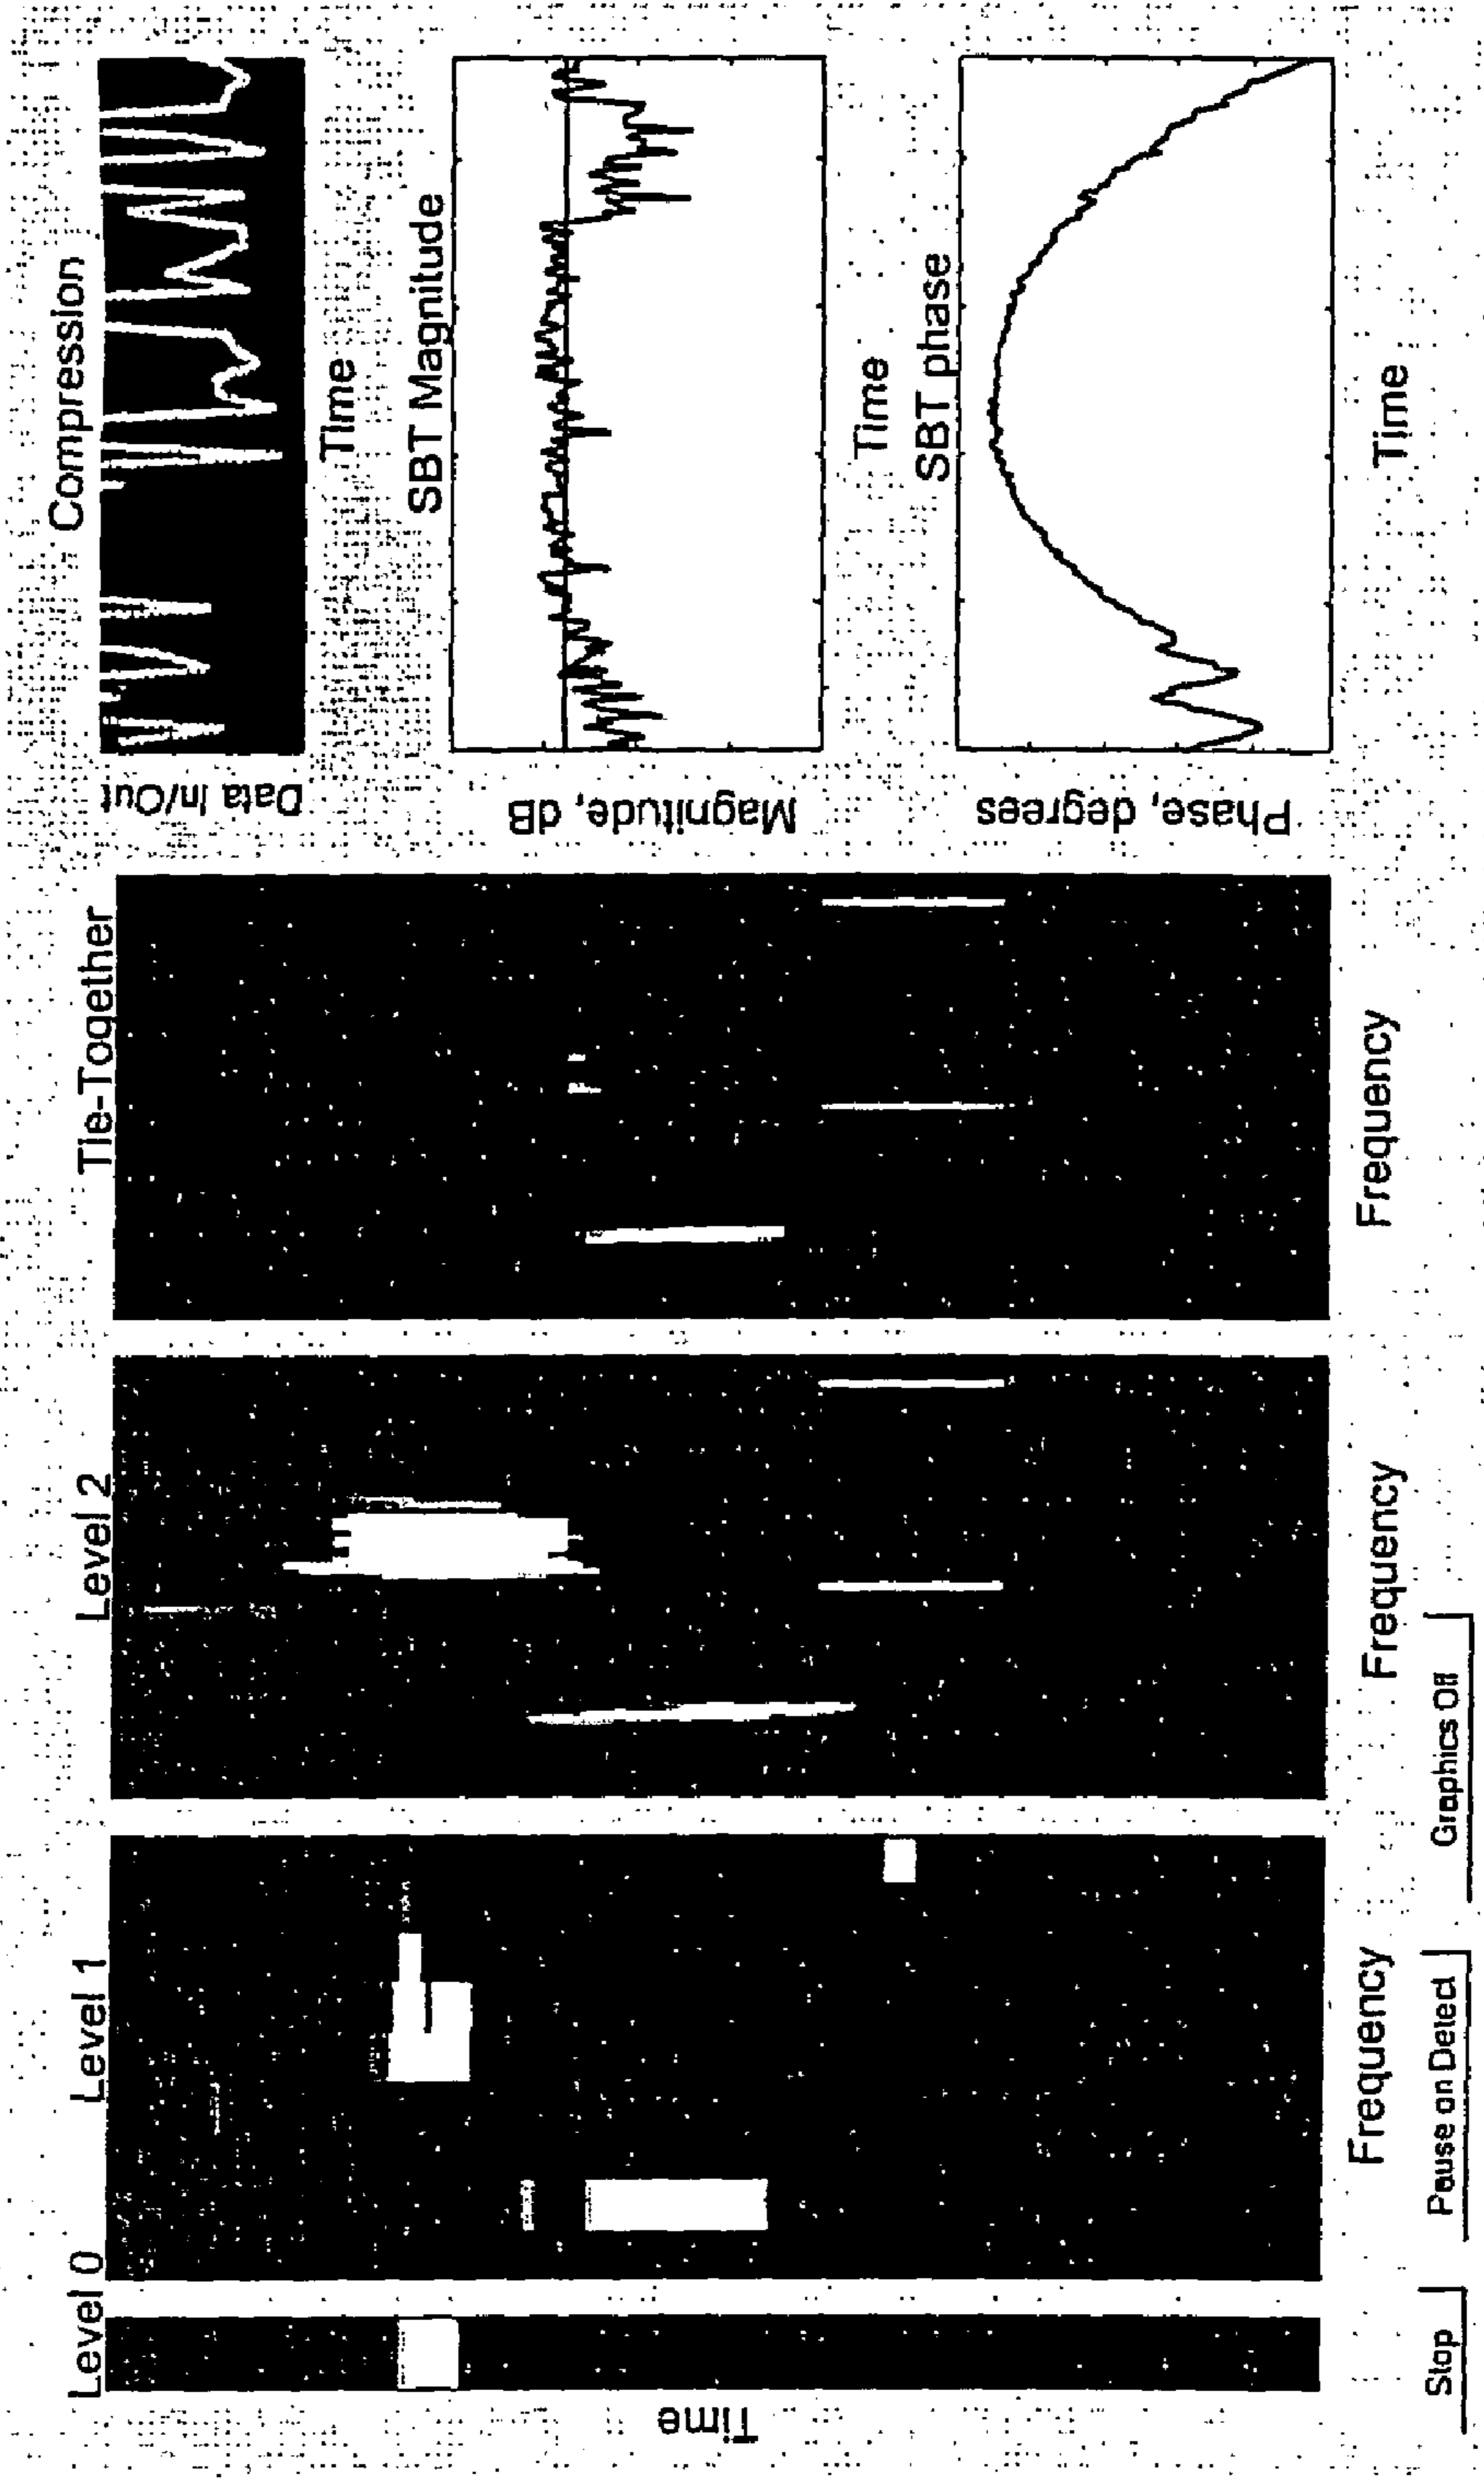 Level 0
Level 1
Level 2
Tie-Together
Compression
Time
Data In/Out
Time
SBT Magnitude
Magnitude, dB
Time
SBT phase
Phase, degrees
Time
Frequency
Frequency
Frequency
Stop
Pause on Detect
Graphics Off